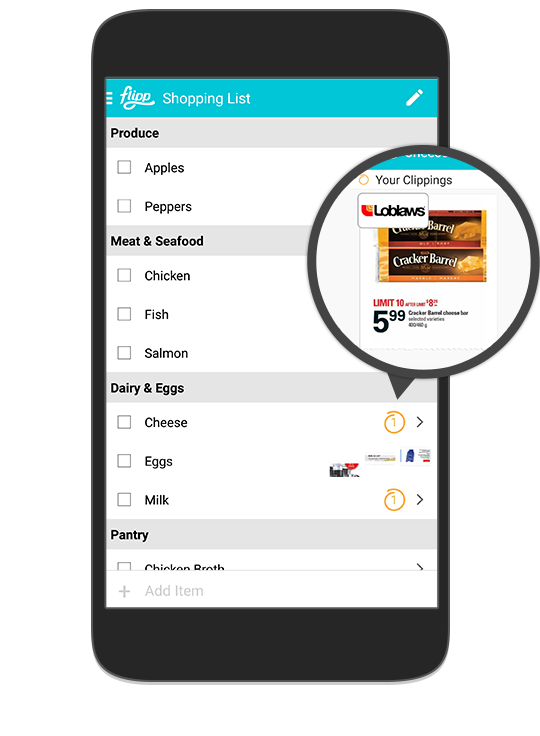 flipp Shopping List
Produce
Apples
Peppers
Meat & Seafood
Chicken
Fish
Salmon
Dairy & Eggs
Cheese 1
Eggs
Milk 1
Pantry
Chicken Broth
+ Add Item
Cheese
Your Clippings
Loblaws
Cracker Barrel
Cracker Barrel
LIMIT 10 AFTER LIMIT $8
5 99 Cracker Barrel cheese bar
selected varieties
400/460 g